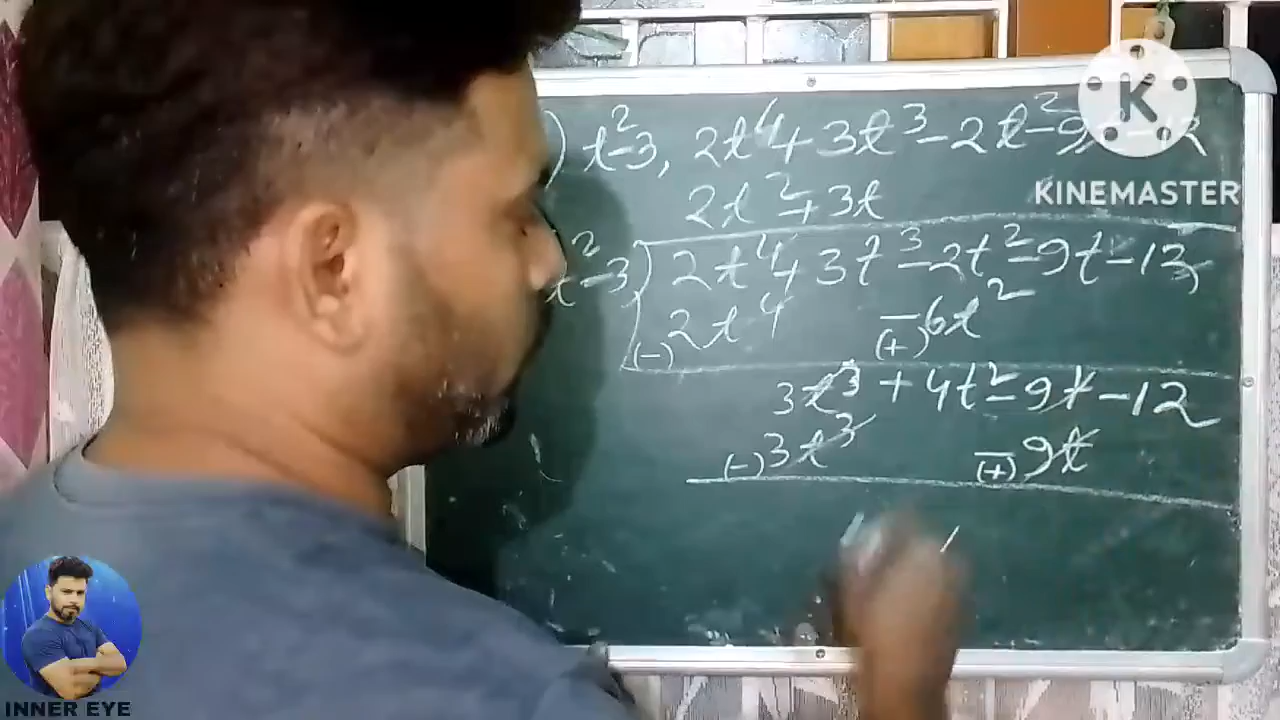 ) t²-3, 2t⁴+3t³-2t²-9t-12
2t²+3t
t²-3) 2t⁴+3t³-2t²-9t-12
(-) 2t⁴ -6t² (+)
3t³+4t²-9t-12
(-) 3t³ -9t (+)
K
KINEMASTER
INNER EYE